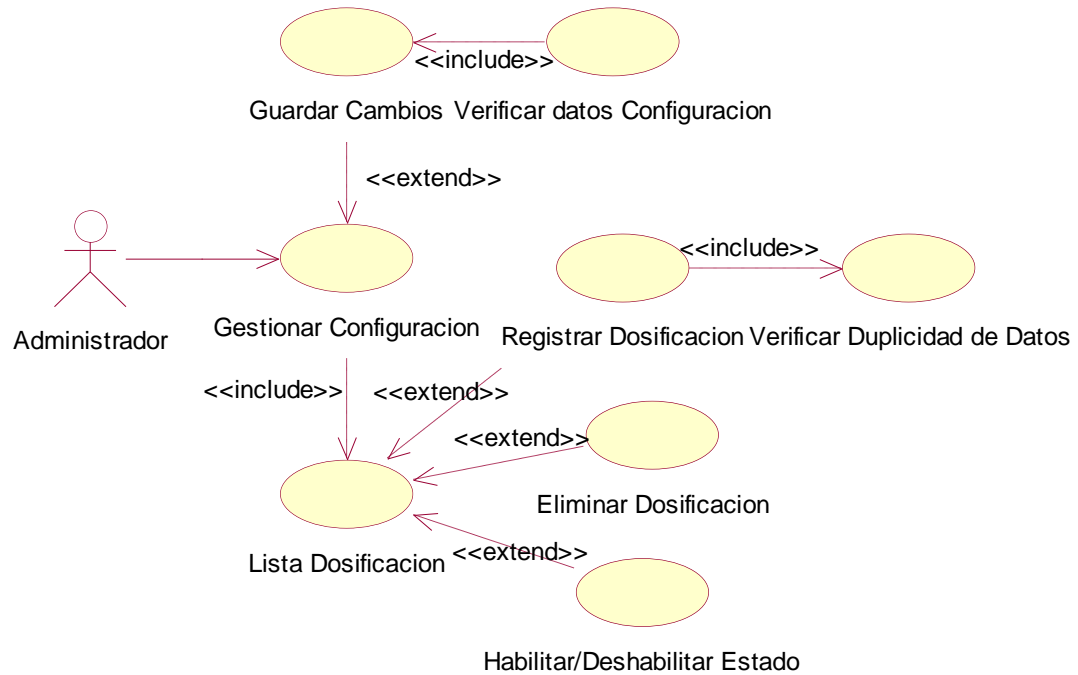 <<include>>
Guardar Cambios
Verificar datos Configuracion
<<extend>>
<<include>>
Administrador
Gestionar Configuracion
Registrar Dosificacion
Verificar Duplicidad de Datos
<<include>>
<<extend>>
<<extend>>
Eliminar Dosificacion
Lista Dosificacion
<<extend>>
Habilitar/Deshabilitar Estado